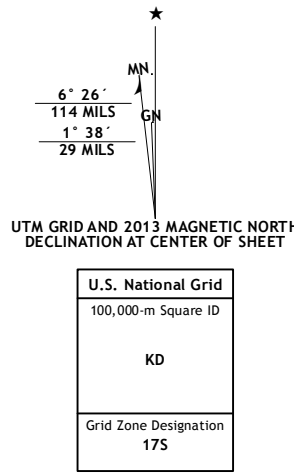 MN.
6° 26´
114 MILS
GN
1° 38´
29 MILS
UTM GRID AND 2013 MAGNETIC NORTH
DECLINATION AT CENTER OF SHEET
U.S. National Grid
100,000-m Square ID
KD
Grid Zone Designation
17S